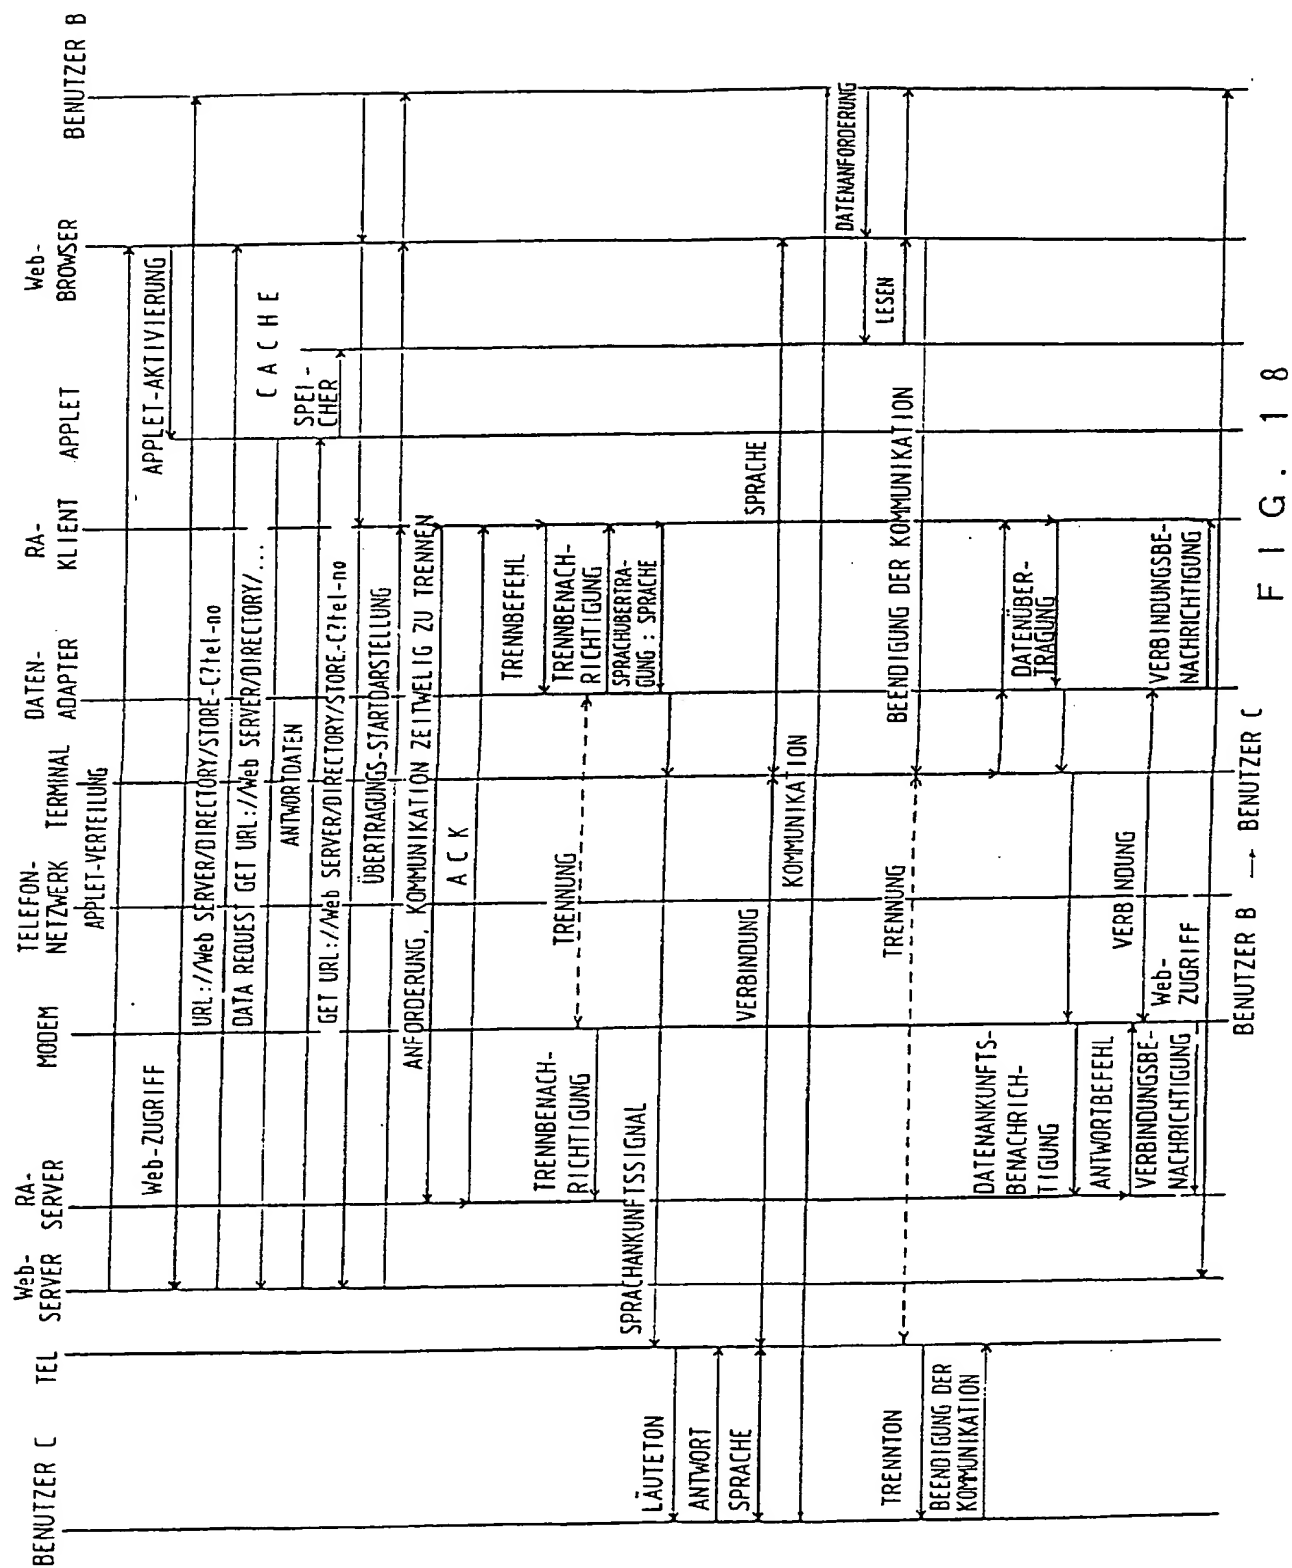 BENUTZER C
TEL
Web-
SERVER
RA-
SERVER
MODEM
TELEFON-
NETZWERK
TERMINAL
DATEN-
ADAPTER
RA-
KLIENT
APPLET
Web-
BROWSER
BENUTZER B
APPLET-VERTEILUNG
APPLET-AKTIVIERUNG
Web-ZUGRIFF
URL://Web SERVER/DIRECTORY/STORE-C?tel-no
DATA REQUEST GET URL://Web SERVER/DIRECTORY/...
CACHE
ANTWORTDATEN
SPEI-
CHER
GET URL://Web SERVER/DIRECTORY/STORE-C?tel-no
ÜBERTRAGUNGS-STARTDARSTELLUNG
ANFORDERUNG, KOMMUNIKATION ZEITWEILIG ZU TRENNEN
ACK
TRENNBEFEHL
TRENNUNG
TRENNBENACH-
RICHTIGUNG
TRENNBENACH-
RICHTIGUNG
SPRACHUBERTRA-
GUNG : SPRACHE
SPRACHANKUNFTSSIGNAL
LÄUTETON
ANTWORT
SPRACHE
VERBINDUNG
SPRACHE
KOMMUNIKATION
DATENANFORDERUNG
LESEN
TRENNTON
TRENNUNG
BEENDIGUNG DER KOMMUNIKATION
BEENDIGUNG DER
KOMMUNIKATION
DATENÜBER-
TRAGUNG
DATENANKUNFTS-
BENACHRICH-
TIGUNG
ANTWORTBEFEHL
VERBINDUNG
VERBINDUNGSBE-
NACHRICHTIGUNG
VERBINDUNGSBE-
NACHRICHTIGUNG
Web-
ZUGRIFF
BENUTZER B → BENUTZER C
FIG. 18